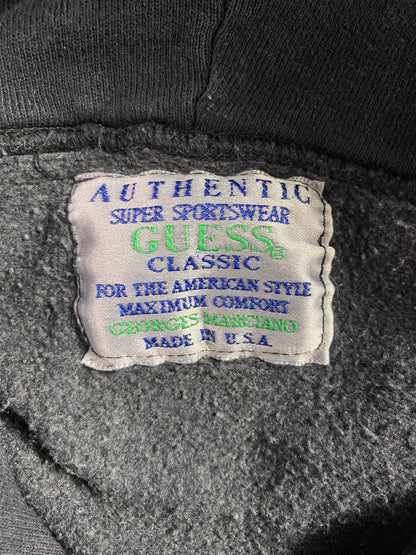 AUTHENTIC
SUPER SPORTSWEAR
GUESS
CLASSIC
FOR THE AMERICAN STYLE
MAXIMUM COMFORT
GEORGES MARCIANO
MADE IN U.S.A.